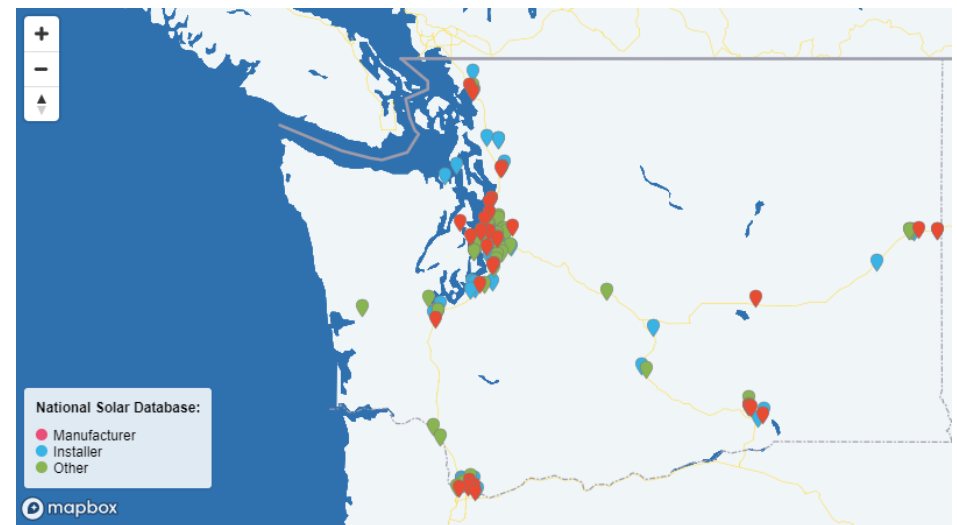 +
−
National Solar Database:
Manufacturer
Installer
Other
mapbox